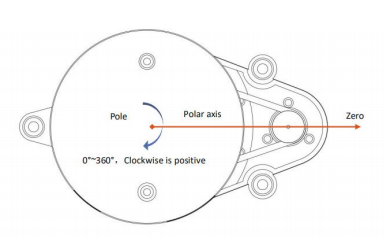 Polar axis
Zero
Pole
0°~360°，Clockwise is positive